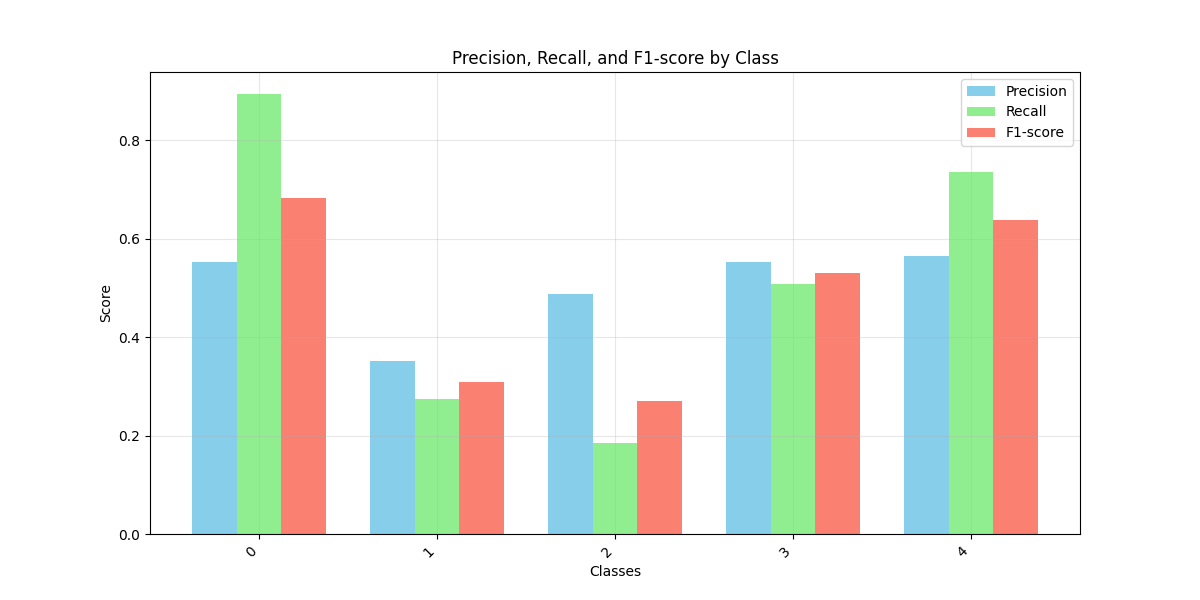 Precision, Recall, and F1-score by Class
Precision
Recall
F1-score
0.8
0.6
0.4
0.2
0.0
Score
0
1
2
3
4
Classes